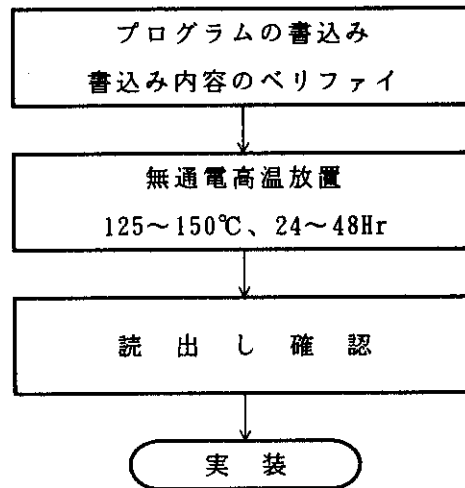 プログラムの書込み
書込み内容のベリファイ
無通電高温放置
125～150℃、24～48Hr
読出し確認
実装